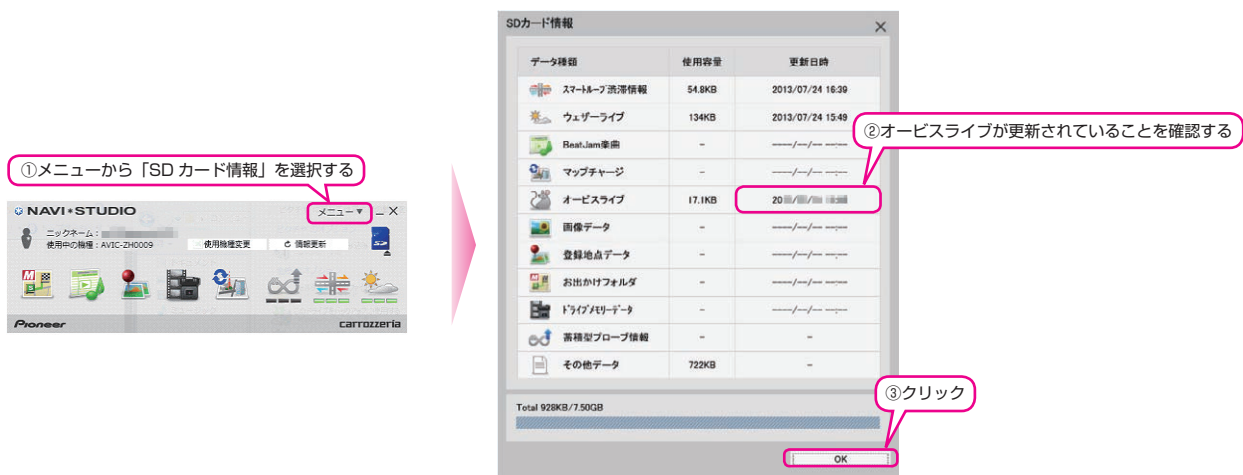 ①メニューから「SD カード情報」を選択する
NAVI*STUDIO
メニュー▼
ニックネーム：
使用中の機種：AVIC-ZH0009
使用機種変更
情報更新
SD
Pioneer
carrozzeria
SDカード情報
データ種類 使用容量 更新日時
スマートループ渋滞情報 54.8KB 2013/07/24 16:39
ウェザーライブ 134KB 2013/07/24 15:49
②オービスライブが更新されていることを確認する
BeatJam楽曲 - ----/--/-- --:--
マップチャージ - ----/--/-- --:--
オービスライブ 17.1KB 20
画像データ - ----/--/-- --:--
登録地点データ - ----/--/-- --:--
お出かけフォルダ - ----/--/-- --:--
ドライブメモリーデータ - ----/--/-- --:--
蓄積型プローブ情報 - -
その他データ 722KB -
Total 928KB/7.50GB
③クリック
OK